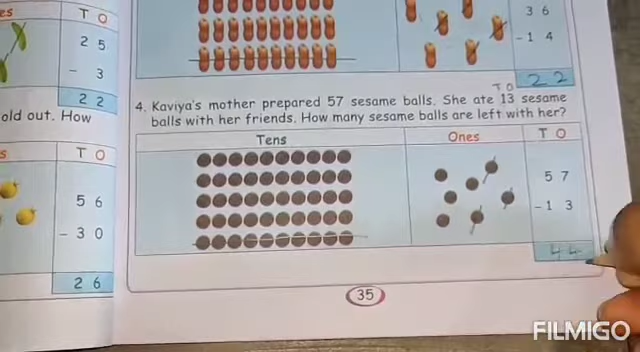 es
T O
2 5
- 3
2 2
old out. How
s
T O
5 6
- 3 0
2 6
3 6
- 1 4
2 2
T O
4. Kaviya's mother prepared 57 sesame balls. She ate 13 sesame
balls with her friends. How many sesame balls are left with her?
Tens Ones T O
5 7
- 1 3
4 4
35
FILMIGO